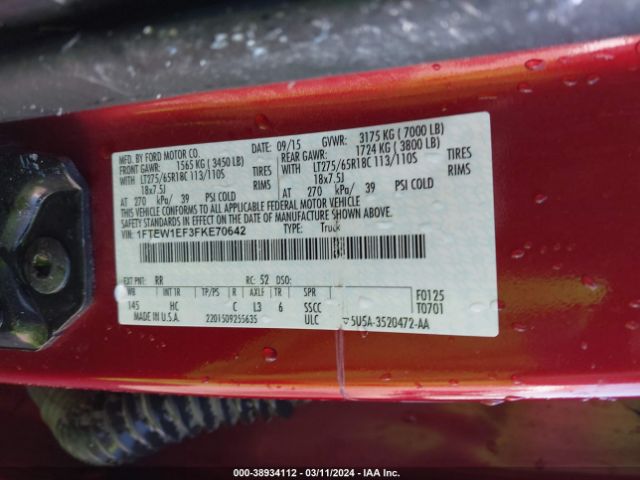 MFD. BY FORD MOTOR CO. 09/15 GVWR: 3175 KG ( 7000 LB)
FRONT GAWR: 1565 KG ( 3450 LB) REAR GAWR: 1724 KG ( 3800 LB)
WITH LT275/65R18C 113/110S TIRES WITH LT275/65R18C 113/110S TIRES
18x7.5J RIMS 18x7.5J RIMS
AT 270 kPa/ 39 PSI COLD AT 270 kPa/ 39 PSI COLD
THIS VEHICLE CONFORMS TO ALL APPLICABLE FEDERAL MOTOR VEHICLE
SAFETY STANDARDS IN EFFECT ON THE DATE OF MANUFACTURE SHOWN ABOVE.
VIN: 1FTEW1EF3FKE70642 TYPE: Truck
EXT PNT: RR RC: 52 DSO:
WB INT TR TP/PS R AXLE TR SPR F0125
145 HC C L3 6 SSCC T0701
MADE IN U.S.A. 2201509255635 ULC 5U5A-3520472-AA
000-38934112 - 03/11/2024 - IAA Inc.